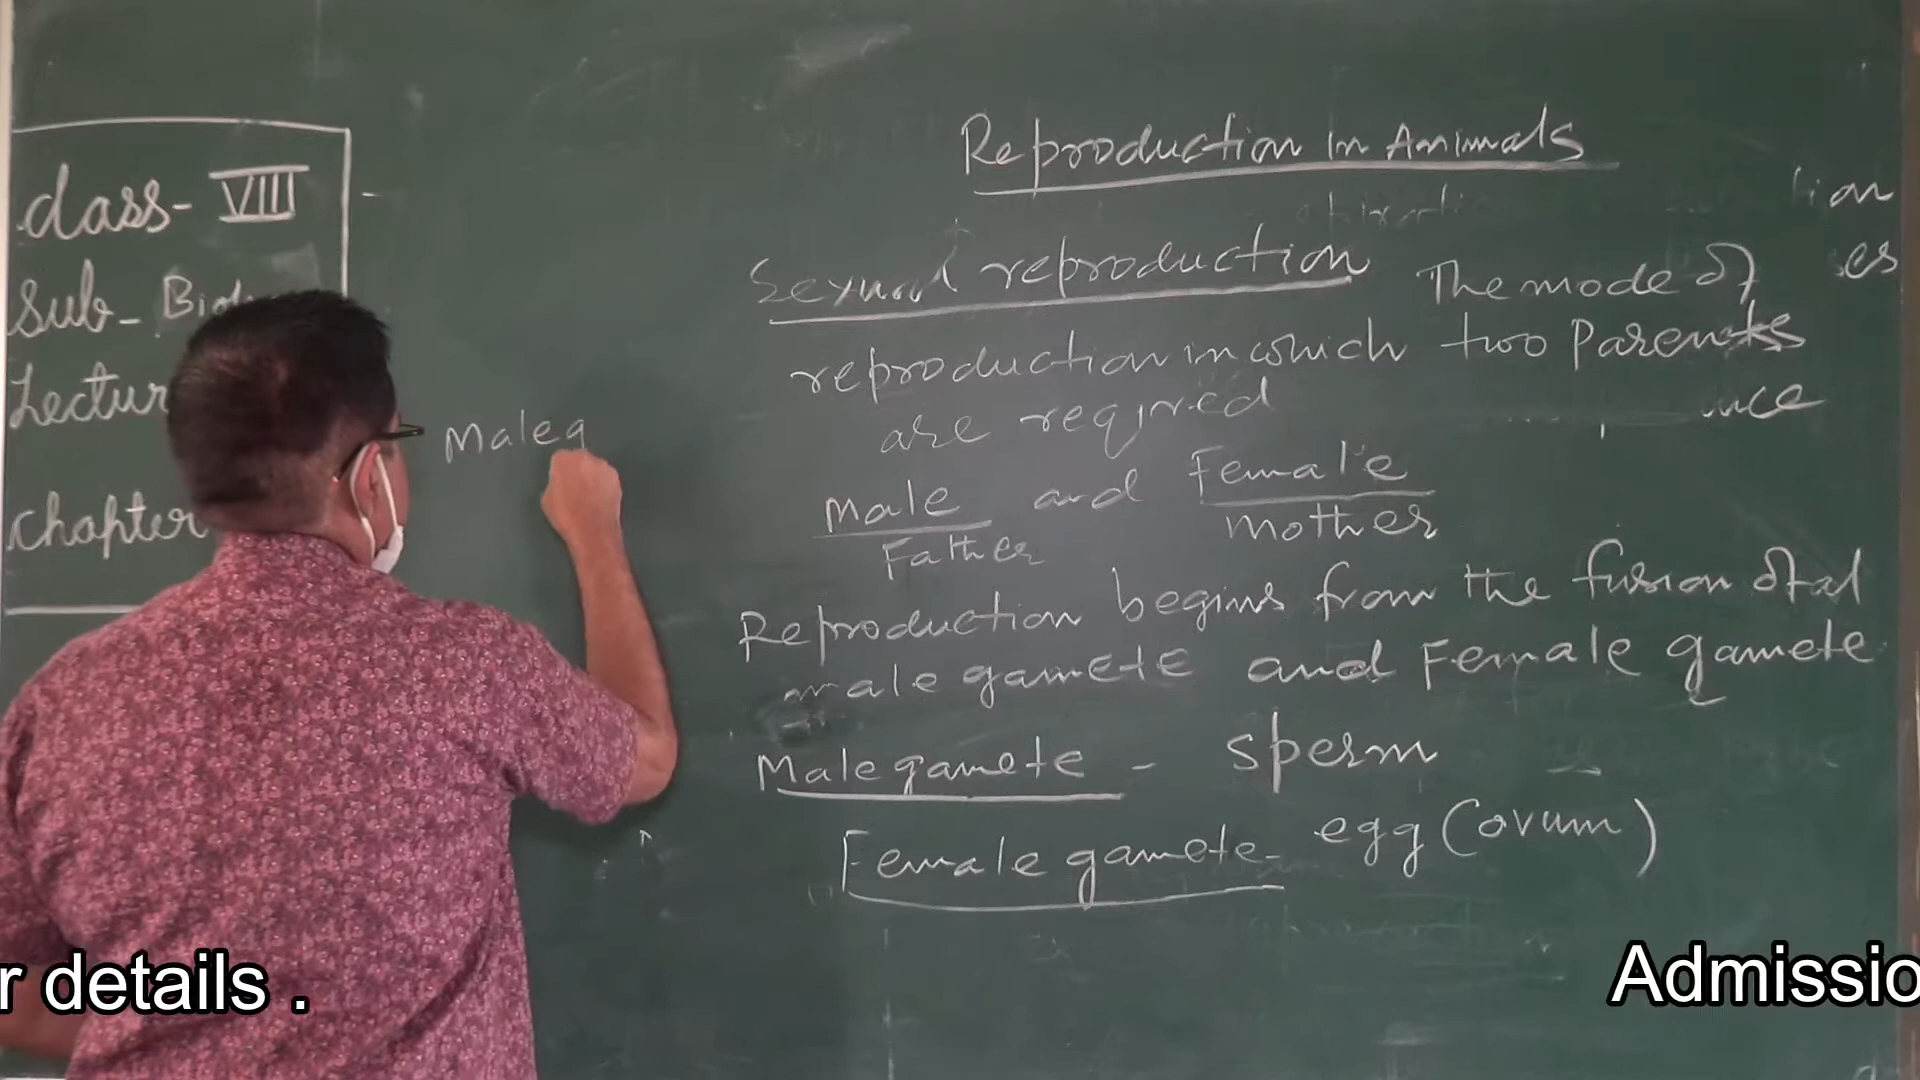 Class- VIII
Sub- Bio
Lectur
Chapter
Maleg
Reproduction in Animals
Sexual reproduction The mode of
reproduction in which two Parents
are required
male and Female
Father mother
Reproduction begins from the fusion of
male gamete and Female gamete
Male gamete - sperm
Female gamete- egg (ovum)
r details .
Admissio